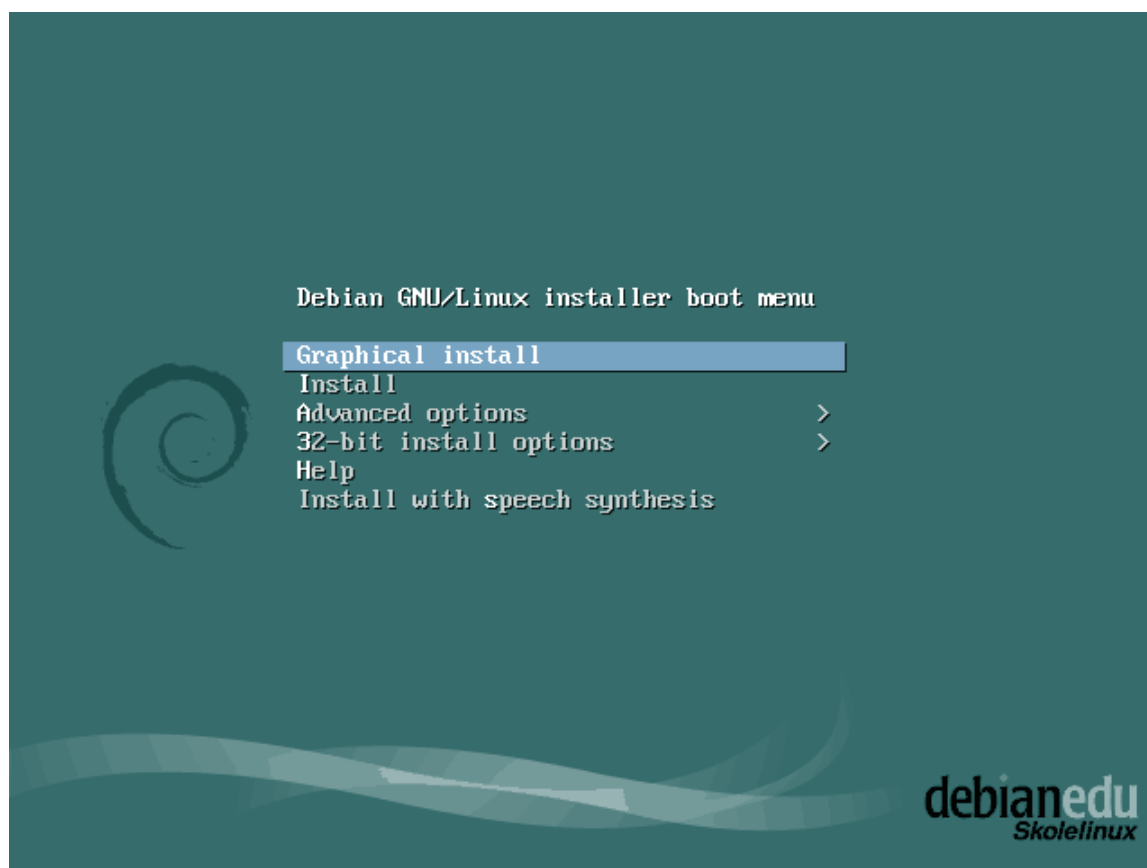 Debian GNU/Linux installer boot menu
Graphical install
Install
Advanced options >
32-bit install options >
Help
Install with speech synthesis
debianedu
Skolelinux